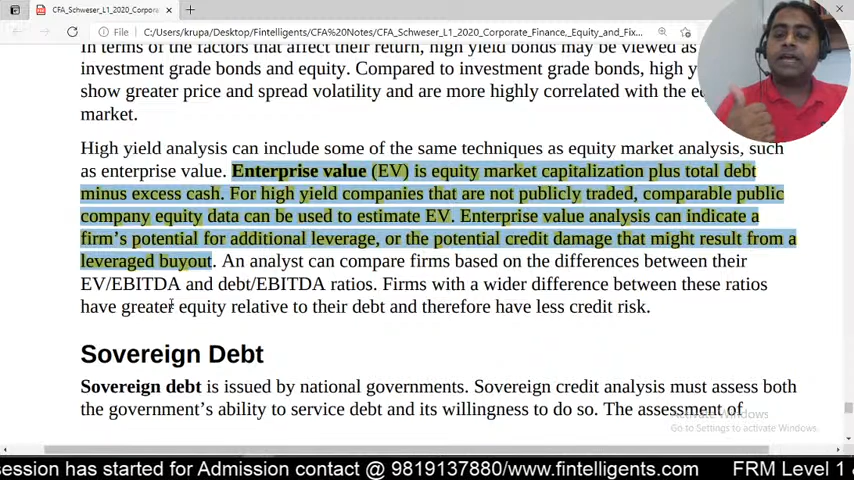 CFA_Schweser_L1_2020_Corporat
File
C:/Users/krupa/Desktop/Fintelligents/CFA%20Notes/CFA_Schweser_L1_2020_Corporate_Finance,_Equity_and_Fix...
In terms of the factors that affect their return, high yield bonds may be viewed as
investment grade bonds and equity. Compared to investment grade bonds, high y
show greater price and spread volatility and are more highly correlated with the eq
market.
High yield analysis can include some of the same techniques as equity market analysis, such
as enterprise value. Enterprise value (EV) is equity market capitalization plus total debt
minus excess cash. For high yield companies that are not publicly traded, comparable public
company equity data can be used to estimate EV. Enterprise value analysis can indicate a
firm's potential for additional leverage, or the potential credit damage that might result from a
leveraged buyout. An analyst can compare firms based on the differences between their
EV/EBITDA and debt/EBITDA ratios. Firms with a wider difference between these ratios
have greater equity relative to their debt and therefore have less credit risk.
Sovereign Debt
Sovereign debt is issued by national governments. Sovereign credit analysis must assess both
the government's ability to service debt and its willingness to do so. The assessment of
Activate Windows
Go to Settings to activate Windows.
session has started for Admission contact @ 9819137880/www.fintelligents.com FRM Level 1 &